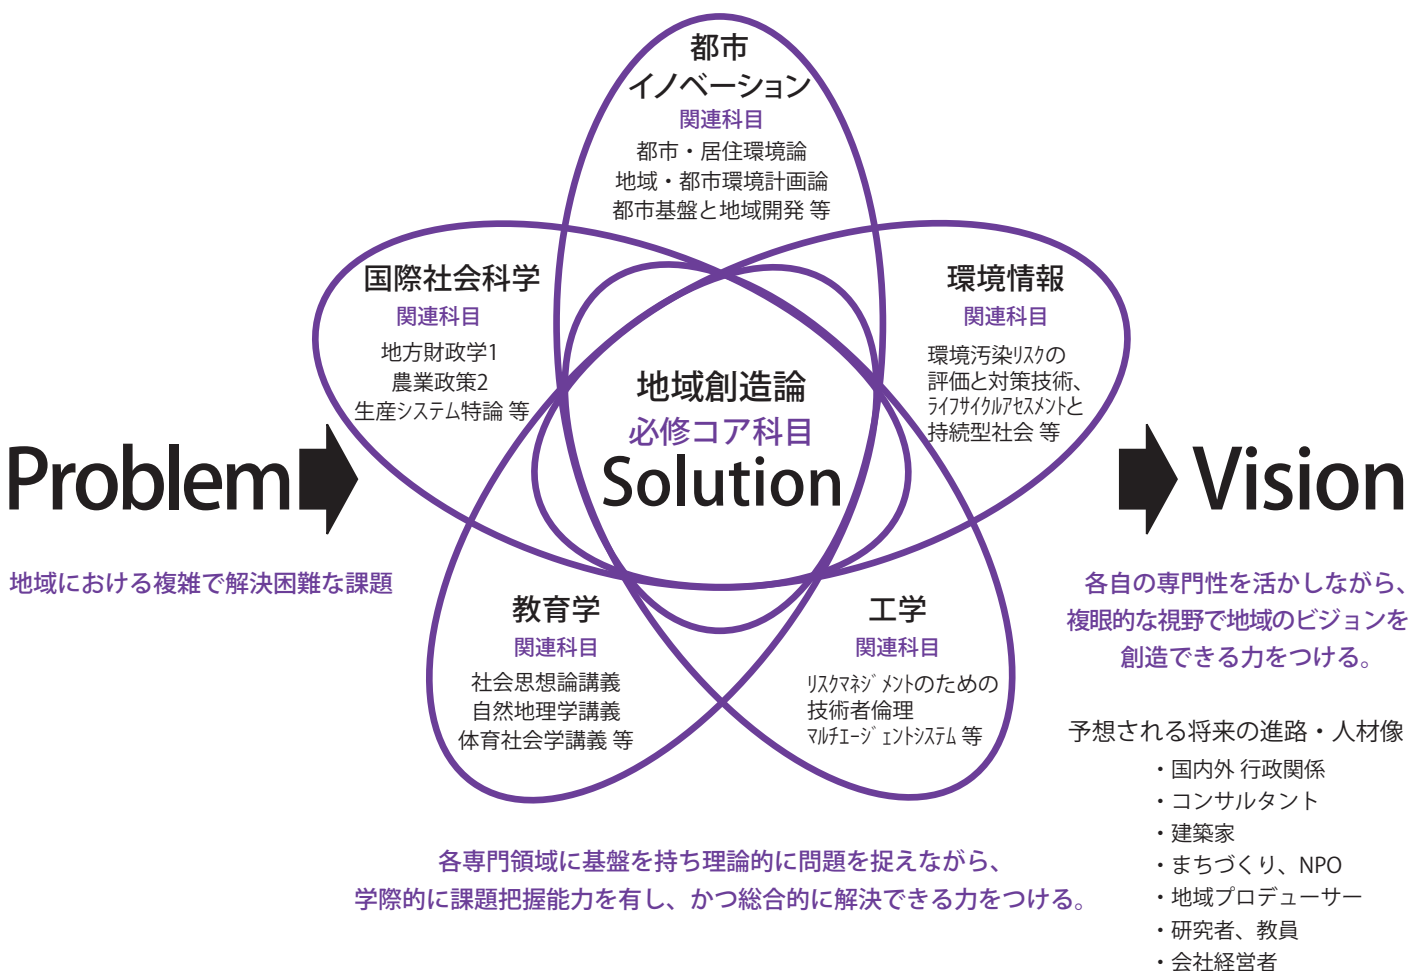 都市
イノベーション
関連科目
都市・居住環境論
地域・都市環境計画論
都市基盤と地域開発 等
国際社会科学
関連科目
地方財政学1
農業政策2
生産システム特論 等
環境情報
関連科目
環境汚染ﾘｽｸの
評価と対策技術、
ﾗｲﾌｻｲｸﾙｱｾｽﾒﾝﾄと
持続型社会 等
地域創造論
必修コア科目
Solution
Problem
地域における複雑で解決困難な課題
Vision
各自の専門性を活かしながら、
複眼的な視野で地域のビジョンを
創造できる力をつける。
教育学
関連科目
社会思想論講義
自然地理学講義
体育社会学講義 等
工学
関連科目
ﾘｽｸﾏﾈｼﾞﾒﾝﾄのための
技術者倫理
ﾏﾙﾁｴｰｼﾞｪﾝﾄｼｽﾃﾑ 等
各専門領域に基盤を持ち理論的に問題を捉えながら、
学際的に課題把握能力を有し、かつ総合的に解決できる力をつける。
予想される将来の進路・人材像
・国内外 行政関係
・コンサルタント
・建築家
・まちづくり、NPO
・地域プロデューサー
・研究者、教員
・会社経営者